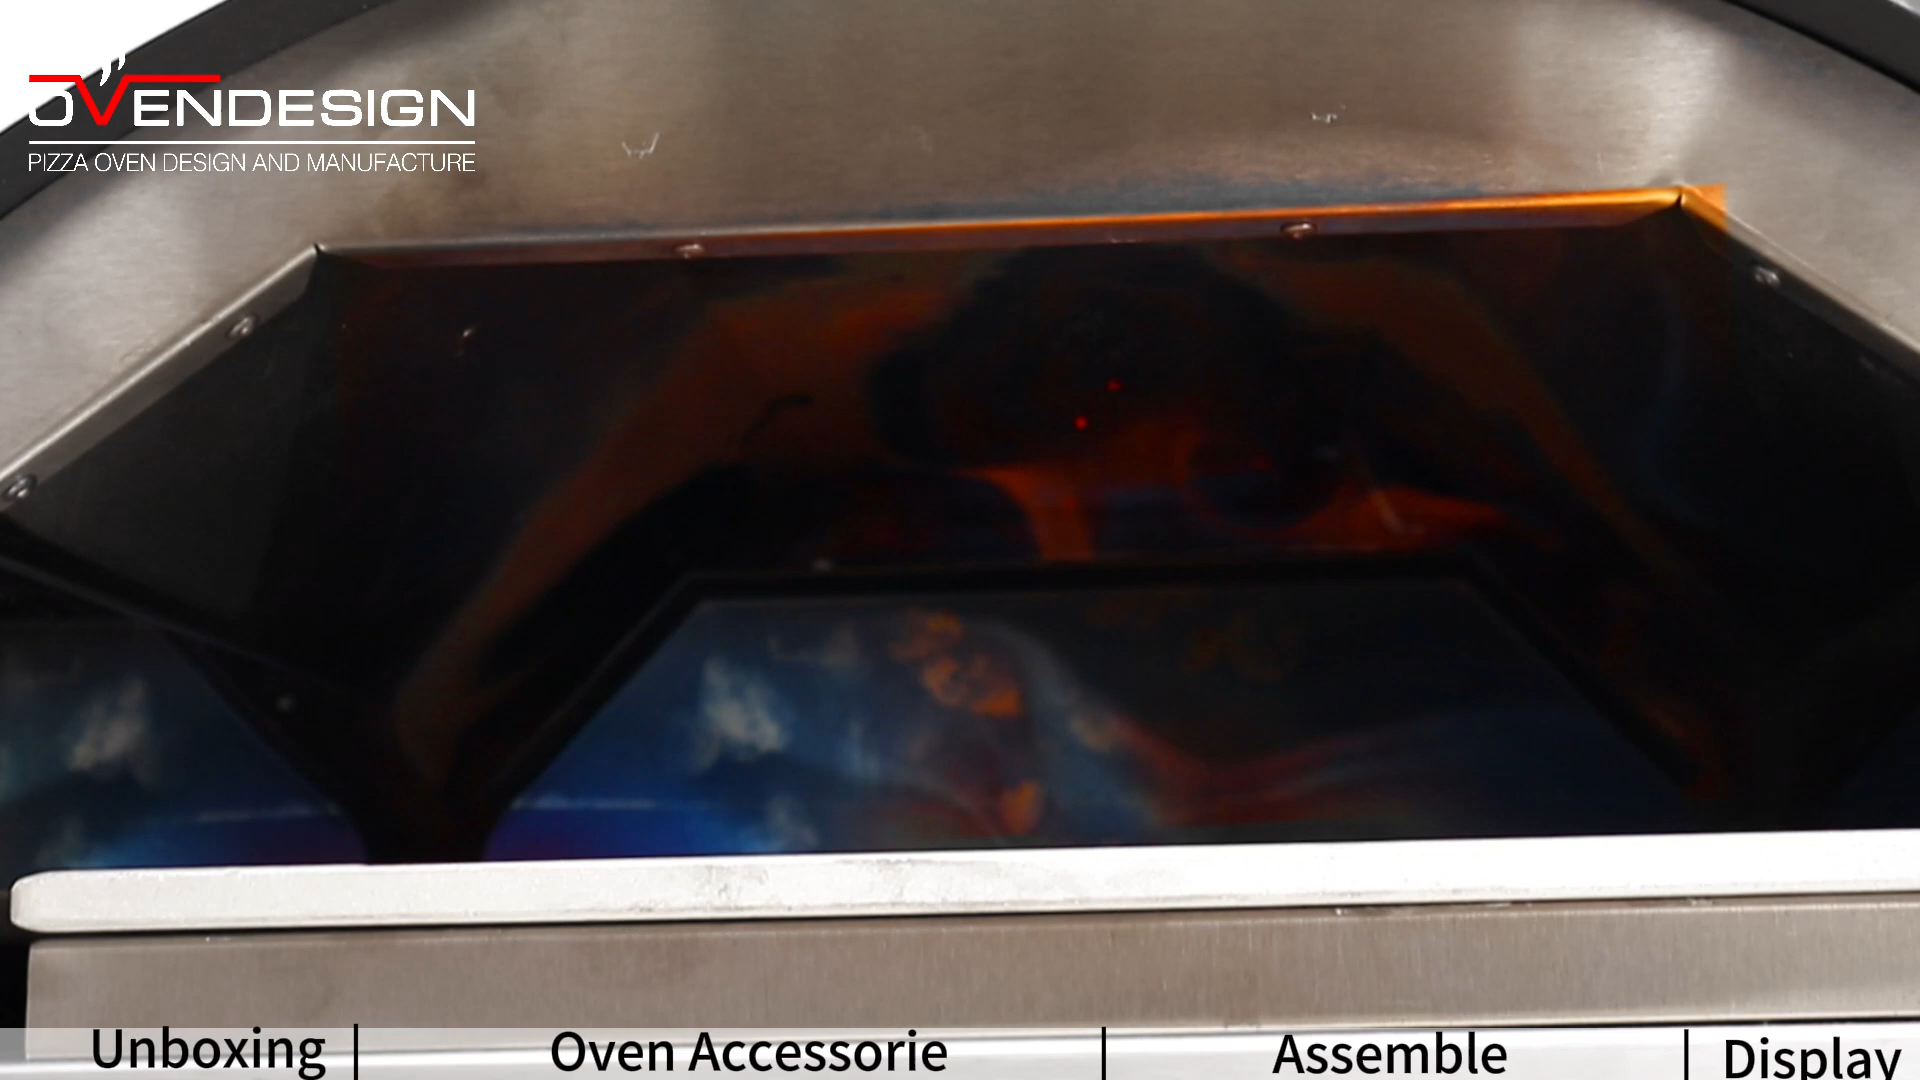 OVENDESIGN
PIZZA OVEN DESIGN AND MANUFACTURE
Unboxing | Oven Accessorie | Assemble | Display